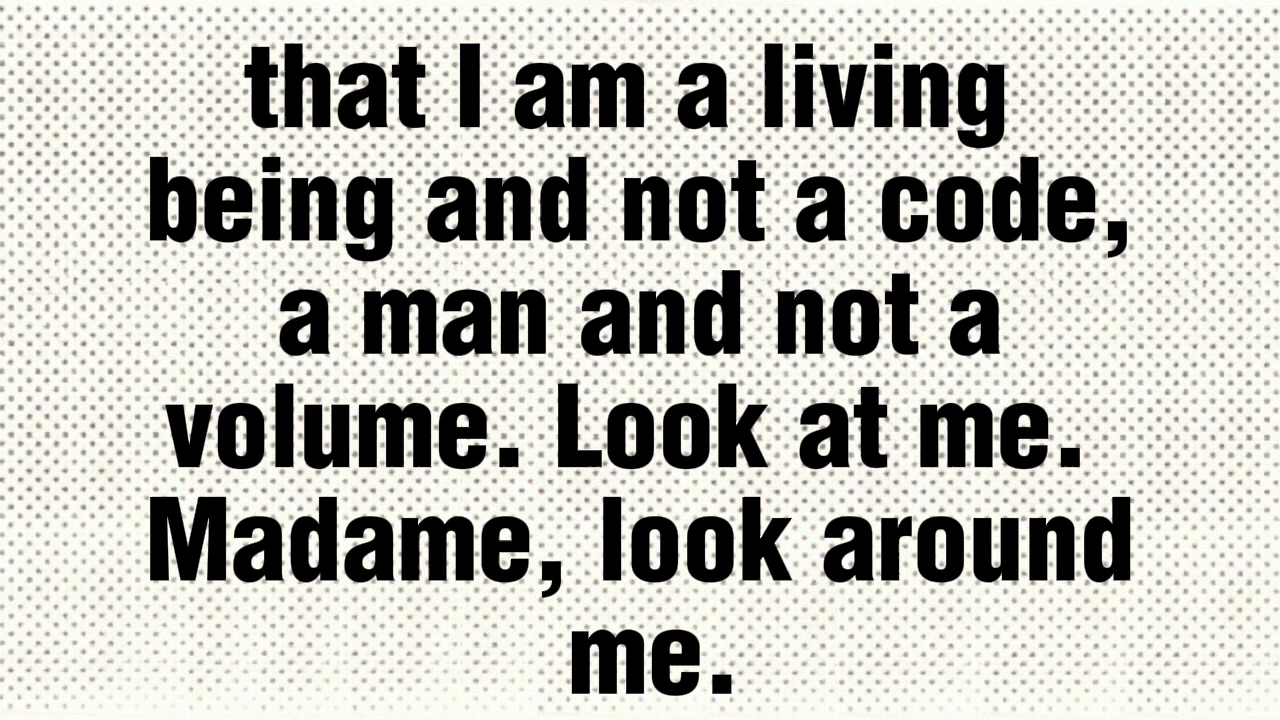 that I am a living
being and not a code,
a man and not a
volume. Look at me.
Madame, look around
me.